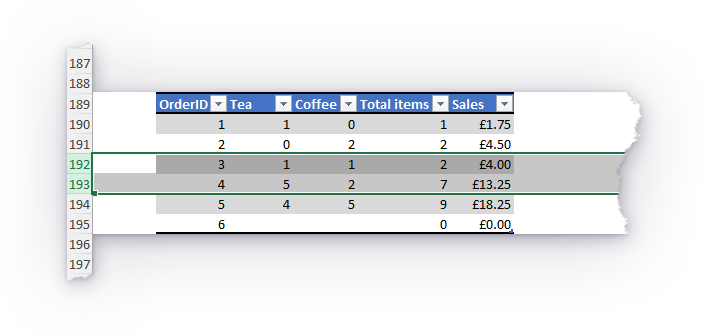 187
188
189 OrderID Tea Coffee Total items Sales
190 1 1 0 1 £1.75
191 2 0 2 2 £4.50
192 3 1 1 2 £4.00
193 4 5 2 7 £13.25
194 5 4 5 9 £18.25
195 6 0 £0.00
196
197